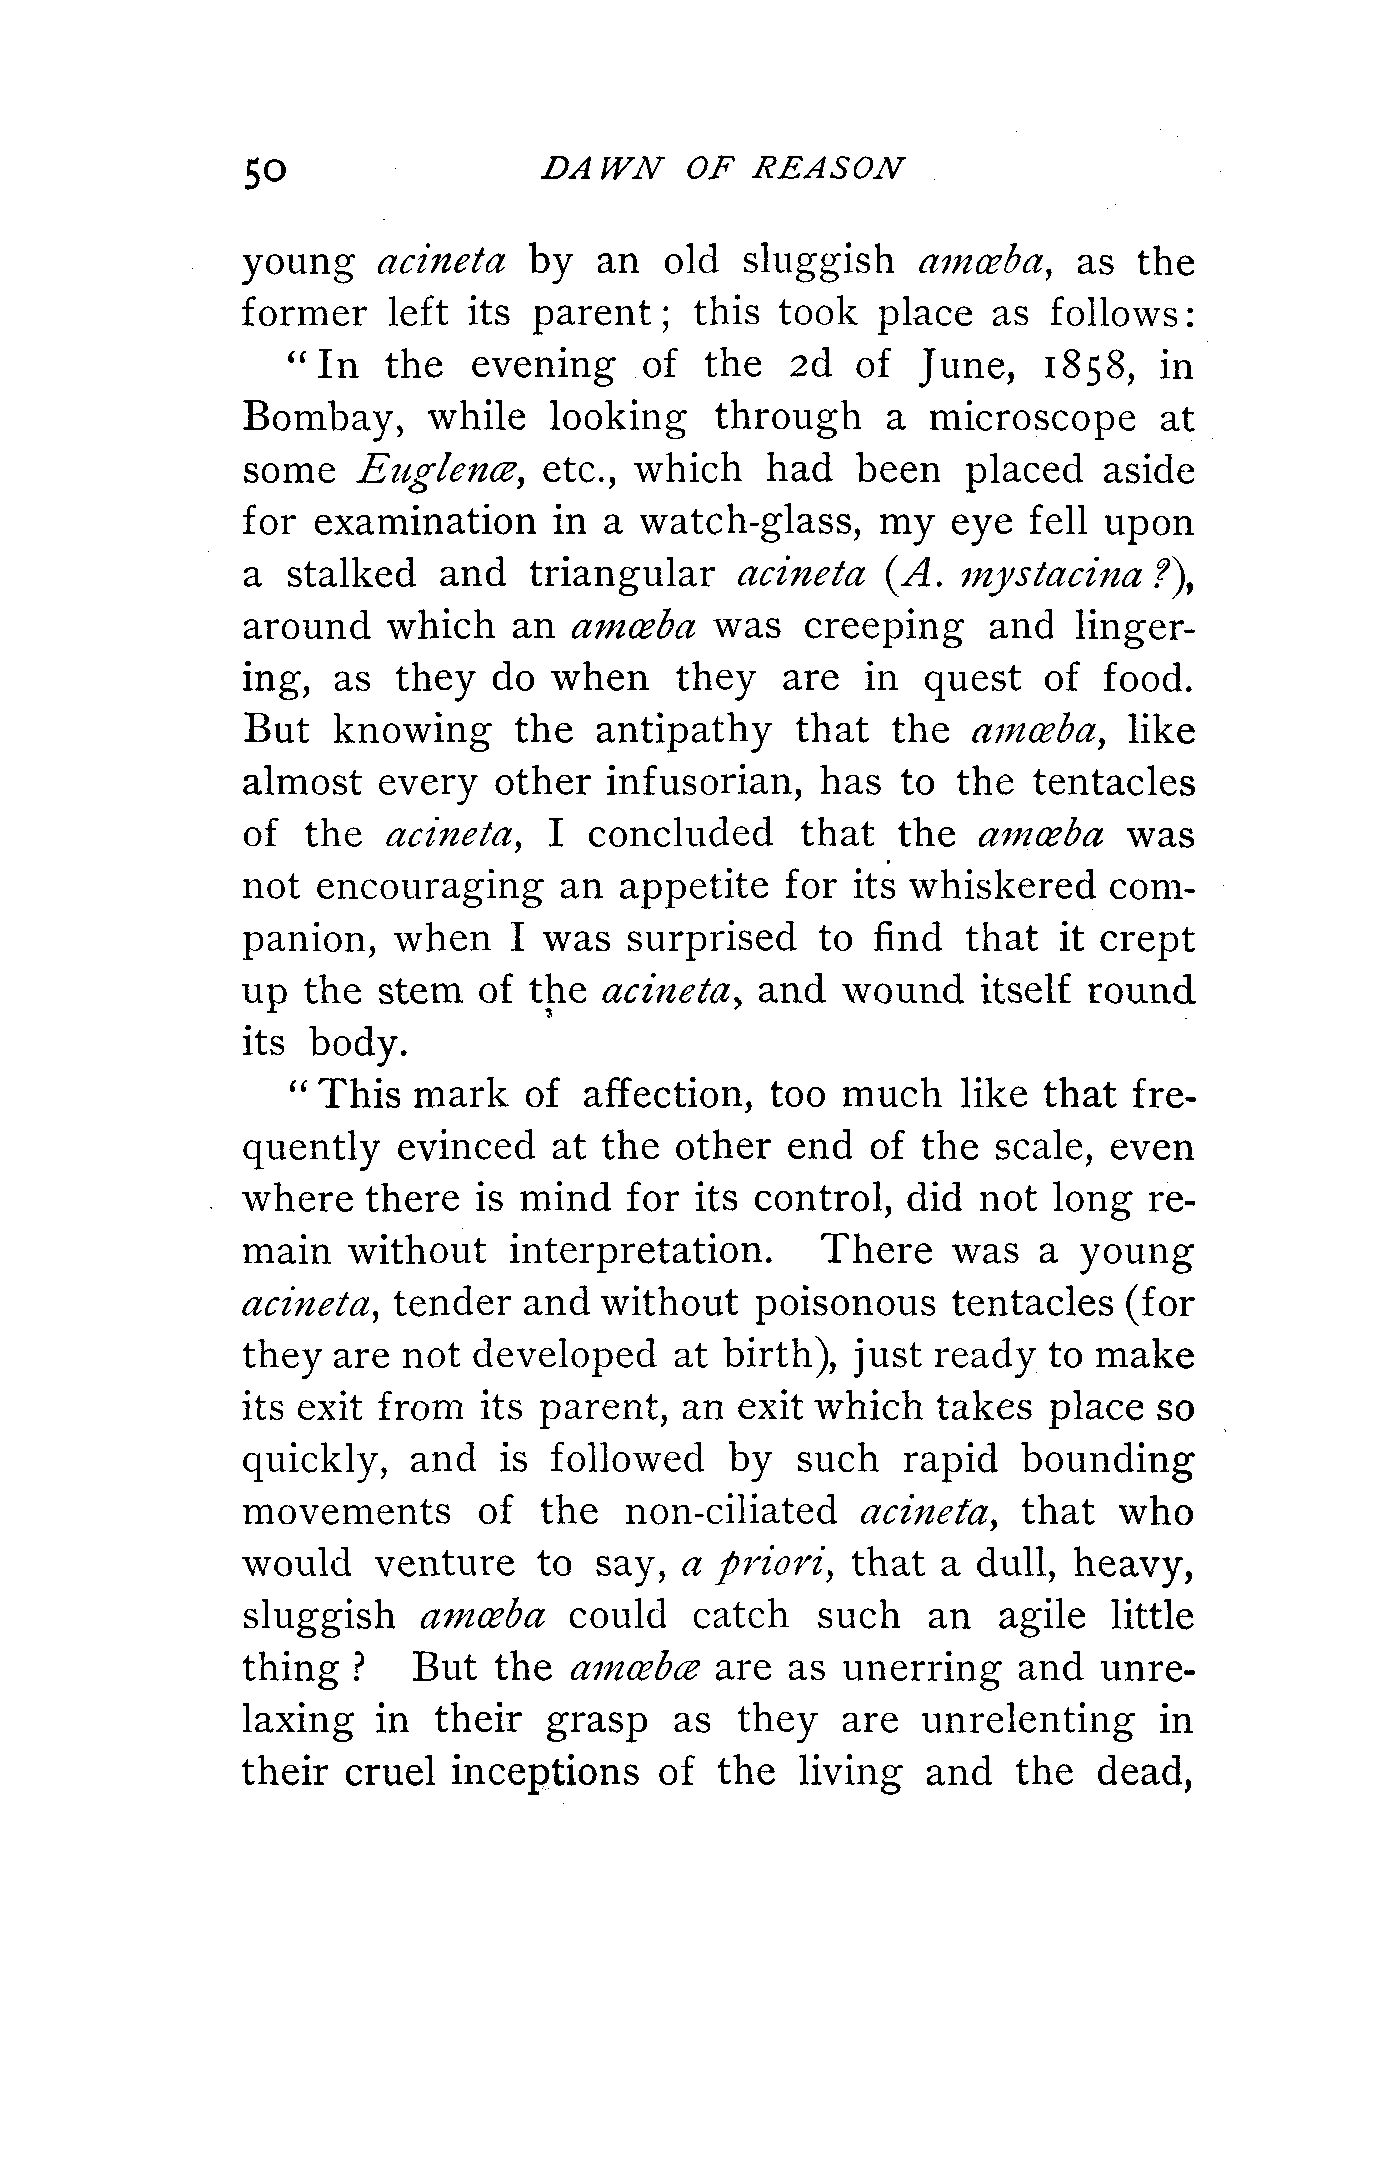 50 DAWN OF REASON
young acineta by an old sluggish amœba, as the
former left its parent; this took place as follows:
“In the evening of the 2d of June, 1858, in
Bombay, while looking through a microscope at
some Euglenæ, etc., which had been placed aside
for examination in a watch-glass, my eye fell upon
a stalked and triangular acineta (A. mystacina?),
around which an amœba was creeping and linger-
ing, as they do when they are in quest of food.
But knowing the antipathy that the amœba, like
almost every other infusorian, has to the tentacles
of the acineta, I concluded that the amœba was
not encouraging an appetite for its whiskered com-
panion, when I was surprised to find that it crept
up the stem of the acineta, and wound itself round
its body.
“This mark of affection, too much like that fre-
quently evinced at the other end of the scale, even
where there is mind for its control, did not long re-
main without interpretation. There was a young
acineta, tender and without poisonous tentacles (for
they are not developed at birth), just ready to make
its exit from its parent, an exit which takes place so
quickly, and is followed by such rapid bounding
movements of the non-ciliated acineta, that who
would venture to say, a priori, that a dull, heavy,
sluggish amœba could catch such an agile little
thing? But the amœbæ are as unerring and unre-
laxing in their grasp as they are unrelenting in
their cruel inceptions of the living and the dead,